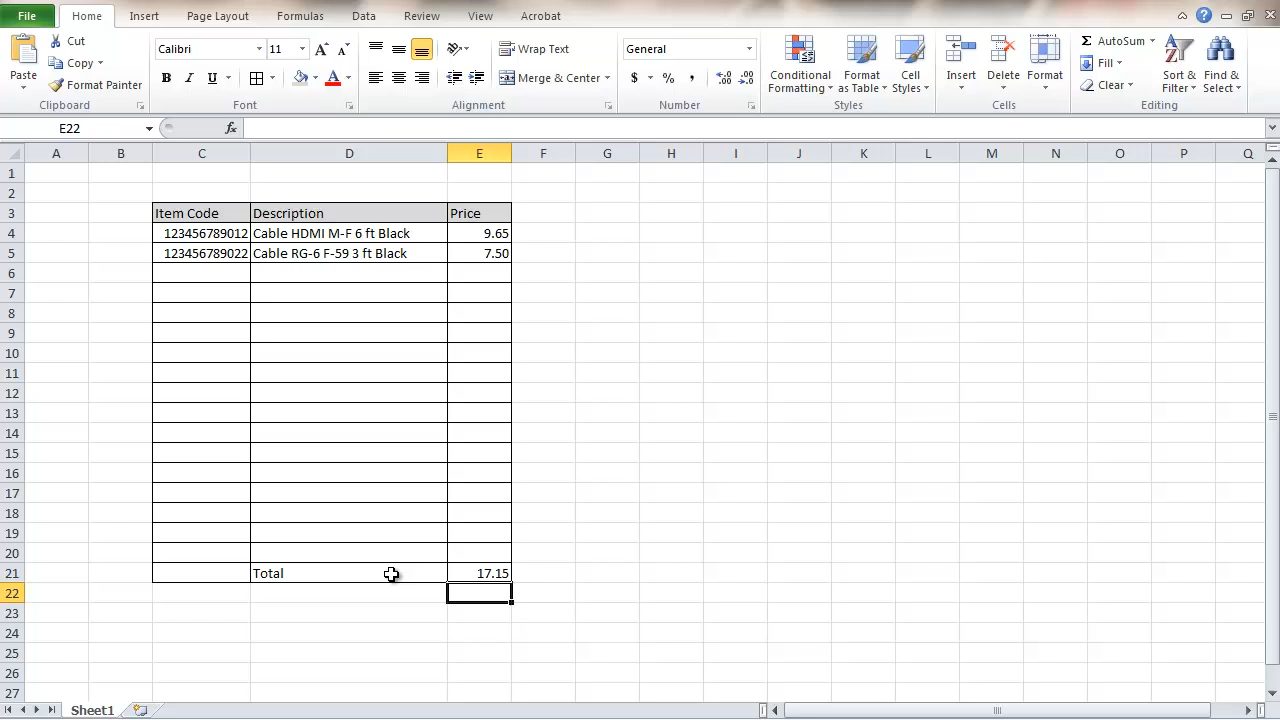 File Home Insert Page Layout Formulas Data Review View Acrobat
Paste
Cut
Copy
Format Painter
Clipboard
Calibri 11
B I U
Font
Wrap Text
Merge & Center
Alignment
General
$ % ,
Number
Conditional Formatting
Format as Table
Cell Styles
Styles
Insert Delete Format
Cells
AutoSum
Fill
Clear
Sort & Filter
Find & Select
Editing
E22 fx
A B C D E F G H I J K L M N O P Q
1
2
3 Item Code Description Price
4 123456789012 Cable HDMI M-F 6 ft Black 9.65
5 123456789022 Cable RG-6 F-59 3 ft Black 7.50
6
7
8
9
10
11
12
13
14
15
16
17
18
19
20
21 Total 17.15
22
23
24
25
26
27
Sheet1